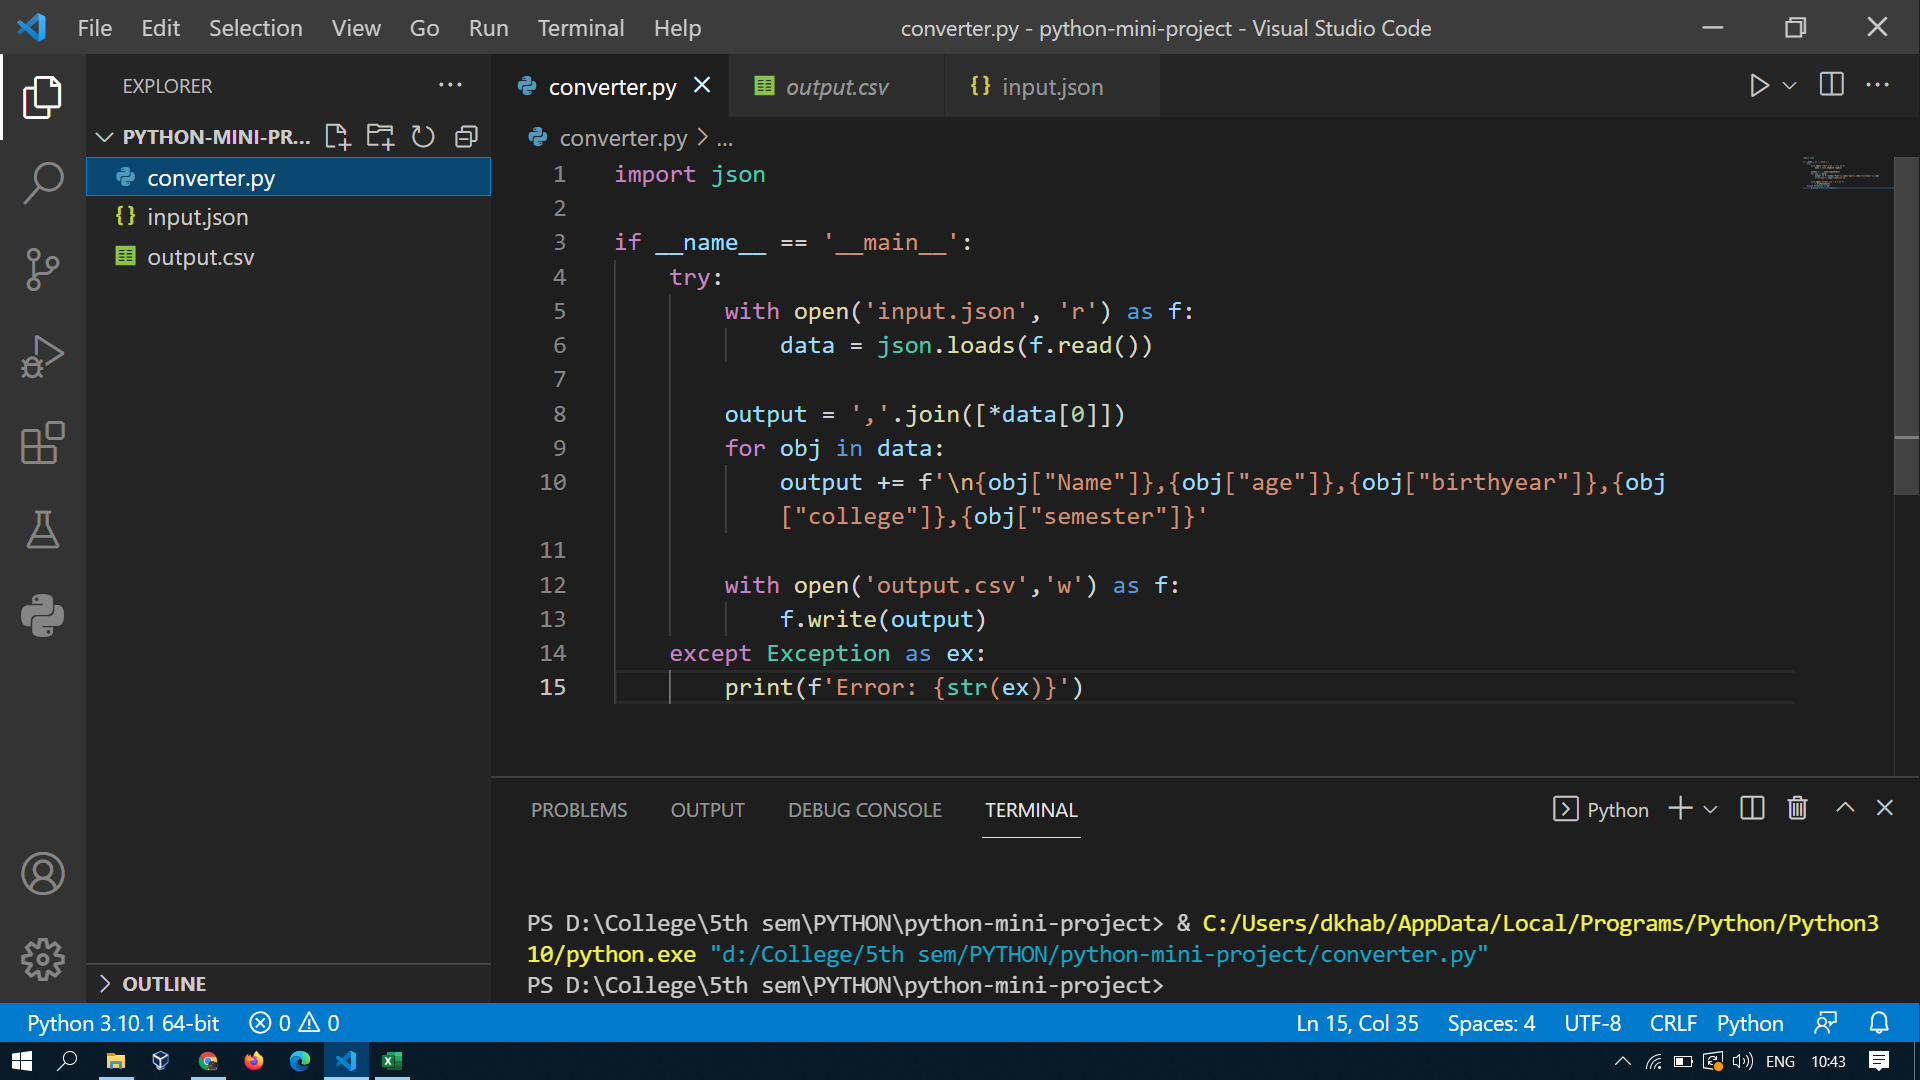 File Edit Selection View Go Run Terminal Help converter.py - python-mini-project - Visual Studio Code
EXPLORER
PYTHON-MINI-PR...
converter.py
input.json
output.csv
OUTLINE
converter.py output.csv input.json
converter.py > ...
1 import json
2
3 if __name__ == '__main__':
4 try:
5 with open('input.json', 'r') as f:
6 data = json.loads(f.read())
7
8 output = ','.join([*data[0]])
9 for obj in data:
10 output += f'\n{obj["Name"]},{obj["age"]},{obj["birthyear"]},{obj
["college"]},{obj["semester"]}'
11
12 with open('output.csv','w') as f:
13 f.write(output)
14 except Exception as ex:
15 print(f'Error: {str(ex)}')
PROBLEMS OUTPUT DEBUG CONSOLE TERMINAL Python
PS D:\College\5th sem\PYTHON\python-mini-project> & C:/Users/dkhab/AppData/Local/Programs/Python/Python3
10/python.exe "d:/College/5th sem/PYTHON/python-mini-project/converter.py"
PS D:\College\5th sem\PYTHON\python-mini-project>
Python 3.10.1 64-bit 0 0 Ln 15, Col 35 Spaces: 4 UTF-8 CRLF Python
ENG 10:43